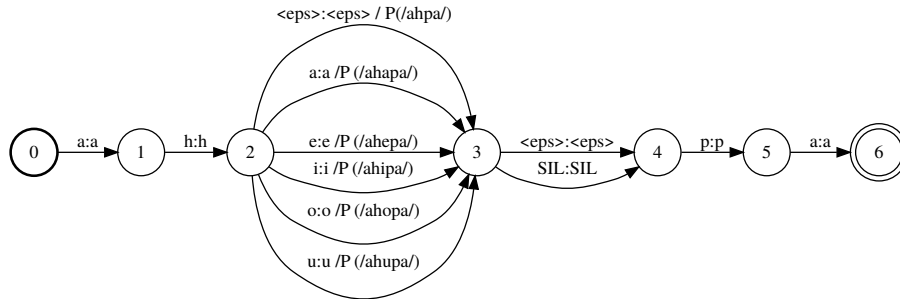 <eps>:<eps> / P(/ahpa/)
a:a /P (/ahapa/)
e:e /P (/ahepa/)
<eps>:<eps>
0
a:a
1
h:h
2
3
4
p:p
5
a:a
6
i:i /P (/ahipa/)
SIL:SIL
o:o /P (/ahopa/)
u:u /P (/ahupa/)